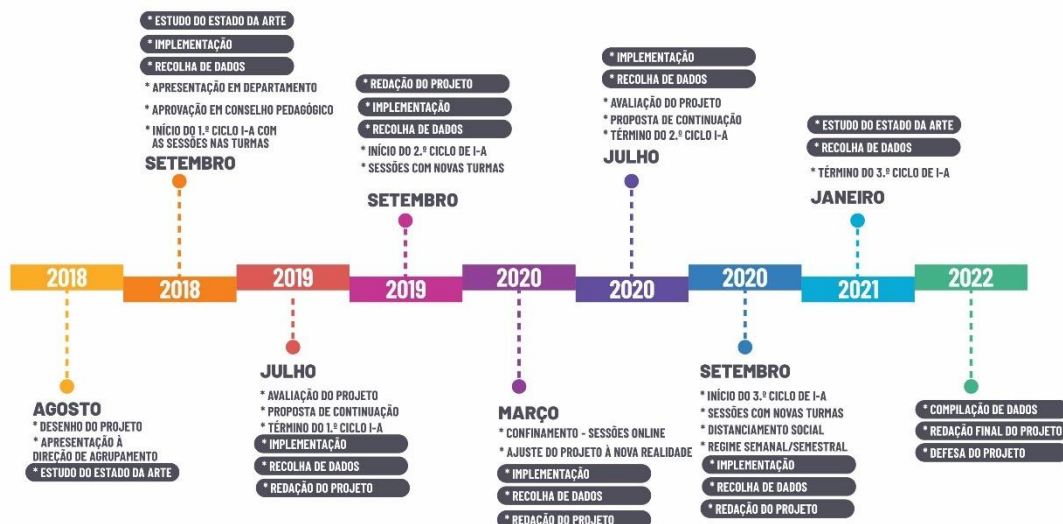 * ESTUDO DO ESTADO DA ARTE
* IMPLEMENTAÇÃO
* RECOLHA DE DADOS
* APRESENTAÇÃO EM DEPARTAMENTO
* APROVAÇÃO EM CONSELHO PEDAGÓGICO
* INÍCIO DO 1.º CICLO I-A COM
AS SESSÕES NAS TURMAS
SETEMBRO
* REDAÇÃO DO PROJETO
* IMPLEMENTAÇÃO
* RECOLHA DE DADOS
* INÍCIO DO 2.º CICLO DE I-A
* SESSÕES COM NOVAS TURMAS
SETEMBRO
* IMPLEMENTAÇÃO
* RECOLHA DE DADOS
* AVALIAÇÃO DO PROJETO
* PROPOSTA DE CONTINUAÇÃO
* TÉRMINO DO 2.º CICLO I-A
JULHO
* ESTUDO DO ESTADO DA ARTE
* RECOLHA DE DADOS
* TÉRMINO DO 3.º CICLO DE I-A
JANEIRO
2018
2018
2019
2019
2020
2020
2020
2021
2022
AGOSTO
* DESENHO DO PROJETO
* APRESENTAÇÃO À
DIREÇÃO DE AGRUPAMENTO
* ESTUDO DO ESTADO DA ARTE
JULHO
* AVALIAÇÃO DO PROJETO
* PROPOSTA DE CONTINUAÇÃO
* TÉRMINO DO 1.º CICLO I-A
* IMPLEMENTAÇÃO
* RECOLHA DE DADOS
* REDAÇÃO DO PROJETO
MARÇO
* CONFINAMENTO - SESSÕES ONLINE
* AJUSTE DO PROJETO À NOVA REALIDADE
* IMPLEMENTAÇÃO
* RECOLHA DE DADOS
* REDAÇÃO DO PROJETO
SETEMBRO
* INÍCIO DO 3.º CICLO DE I-A
* SESSÕES COM NOVAS TURMAS
* DISTANCIAMENTO SOCIAL
* REGIME SEMANAL/SEMESTRAL
* IMPLEMENTAÇÃO
* RECOLHA DE DADOS
* REDAÇÃO DO PROJETO
* COMPILAÇÃO DE DADOS
* REDAÇÃO FINAL DO PROJETO
* DEFESA DO PROJETO